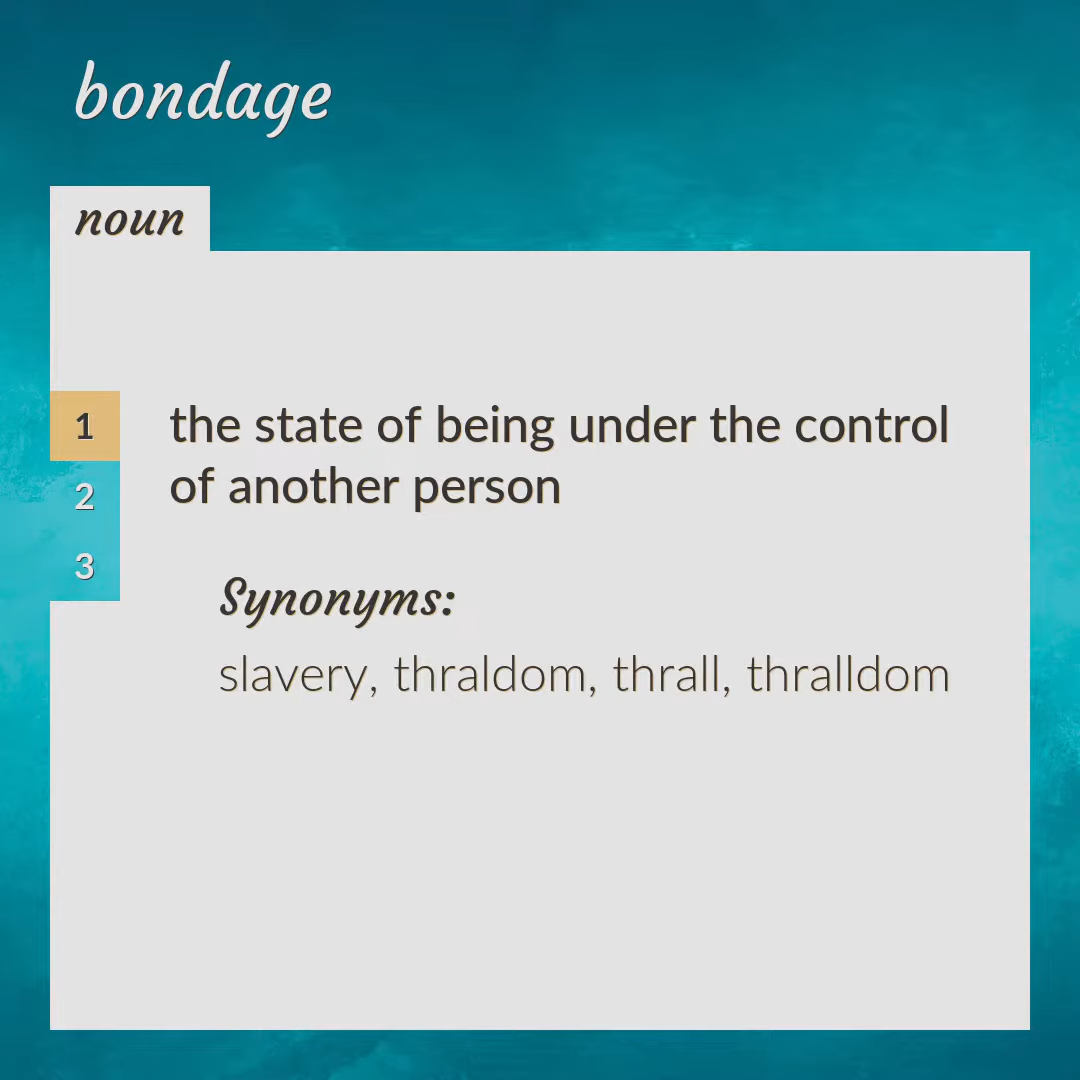 bondage
noun
1
the state of being under the control
of another person
2
3
Synonyms:
slavery, thraldom, thrall, thralldom